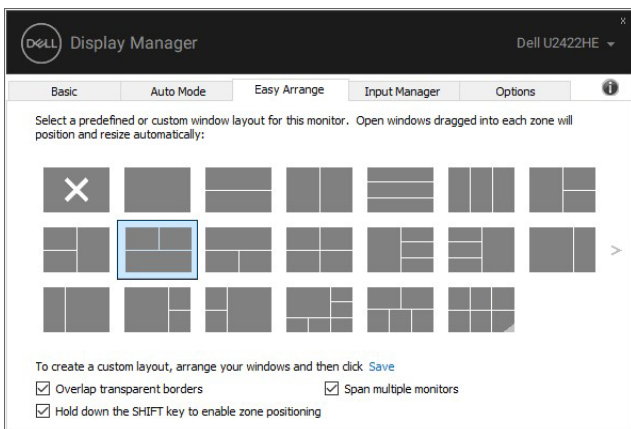 x
DELL Display Manager Dell U2422HE
Basic Auto Mode Easy Arrange Input Manager Options i
Select a predefined or custom window layout for this monitor. Open windows dragged into each zone will
position and resize automatically:
>
To create a custom layout, arrange your windows and then click Save
Overlap transparent borders Span multiple monitors
Hold down the SHIFT key to enable zone positioning